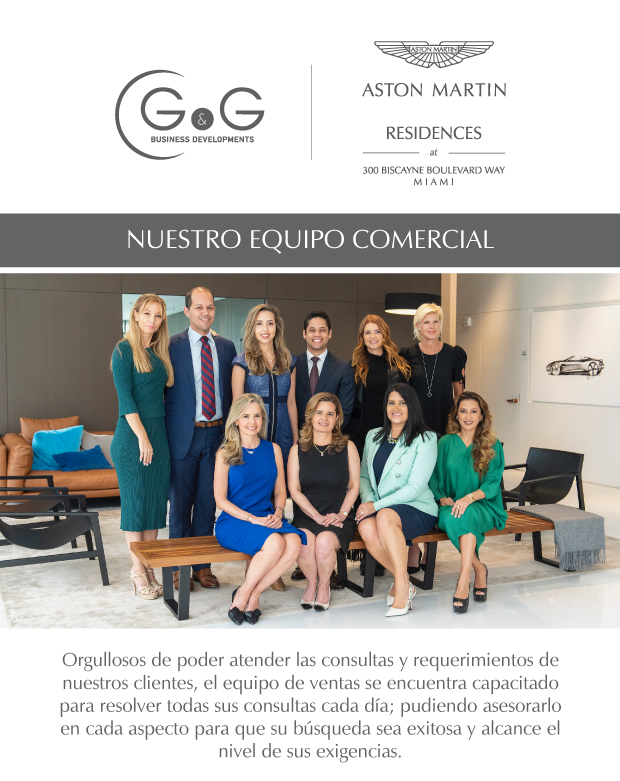 G&G
BUSINESS DEVELOPMENTS
ASTON MARTIN
ASTON MARTIN
RESIDENCES
at
300 BISCAYNE BOULEVARD WAY
MIAMI
NUESTRO EQUIPO COMERCIAL
Orgullosos de poder atender las consultas y requerimientos de
nuestros clientes, el equipo de ventas se encuentra capacitado
para resolver todas sus consultas cada día; pudiendo asesorarlo
en cada aspecto para que su búsqueda sea exitosa y alcance el
nivel de sus exigencias.